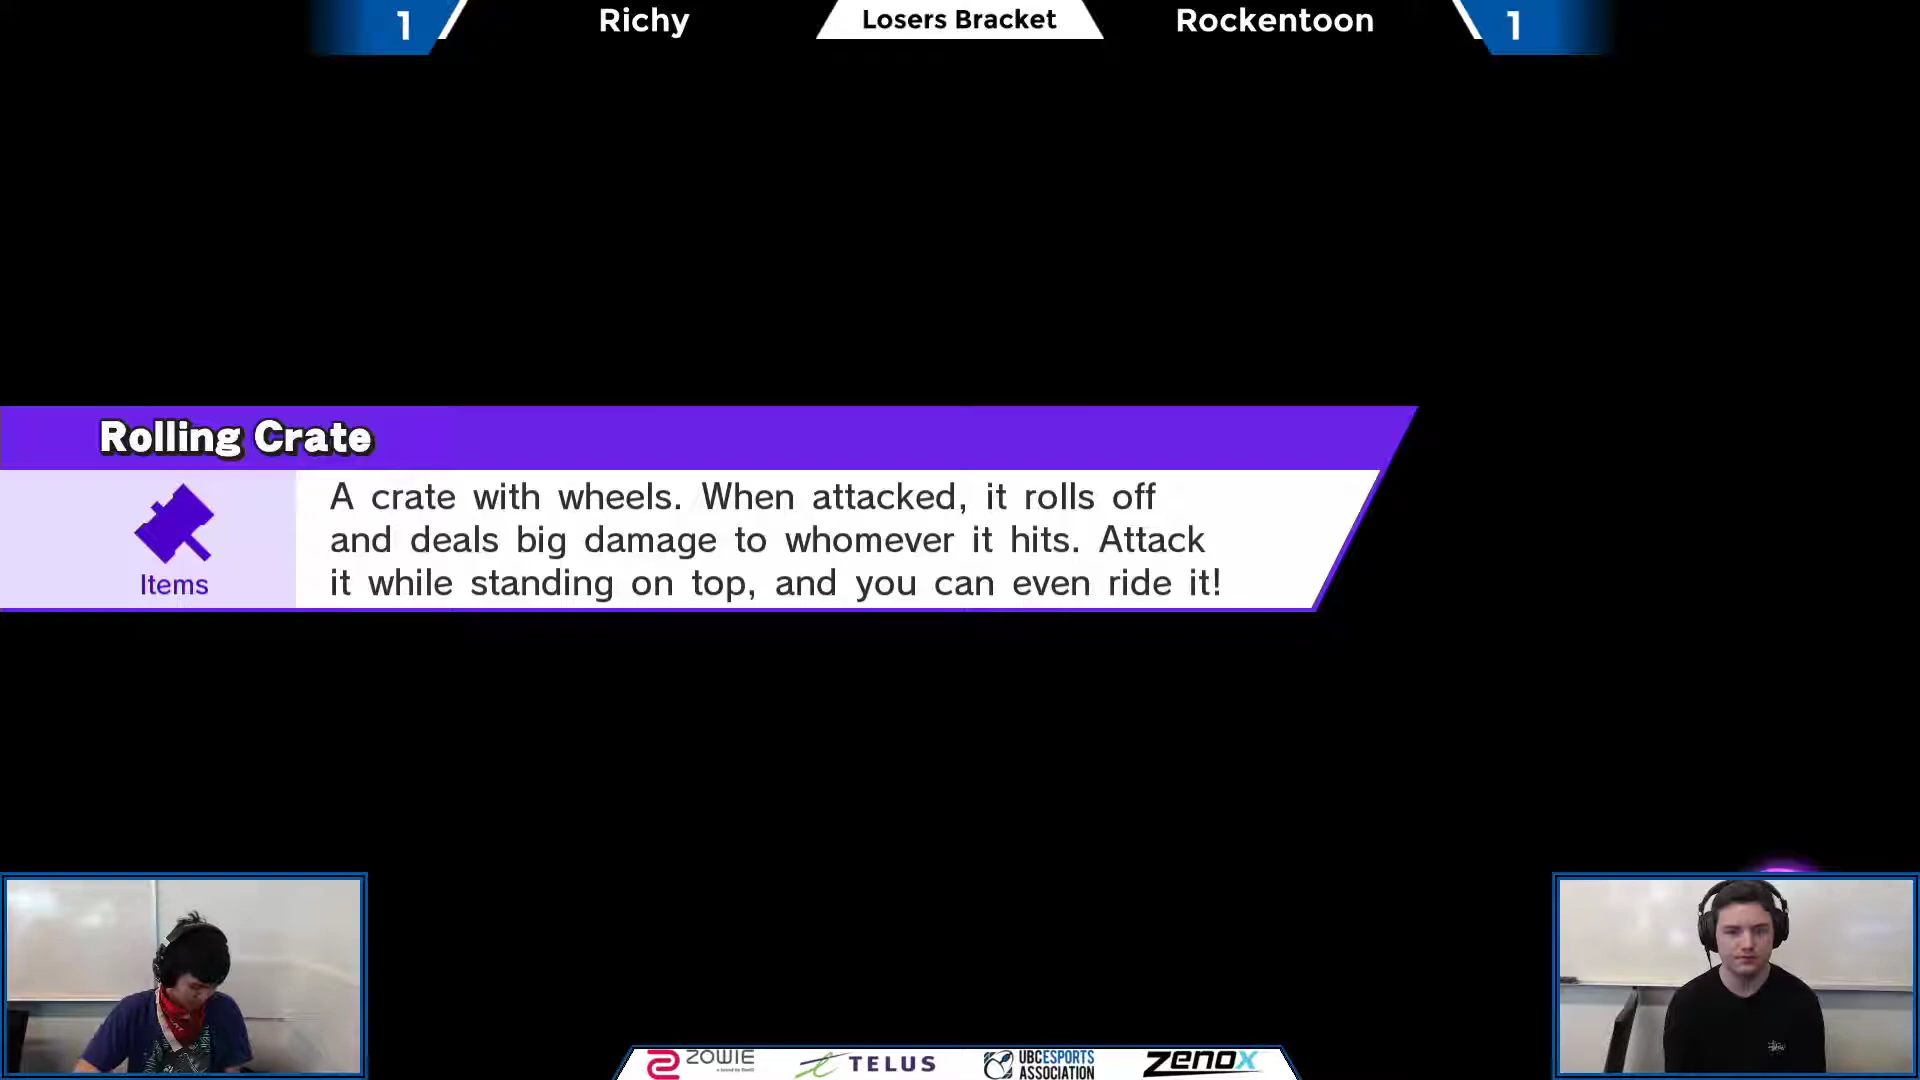 1
Richy
Losers Bracket
Rockentoon
1
Rolling Crate
A crate with wheels. When attacked, it rolls off
and deals big damage to whomever it hits. Attack
it while standing on top, and you can even ride it!
Items
ZOWIE
TELUS
UBCESPORTS
ASSOCIATION
ZENOX